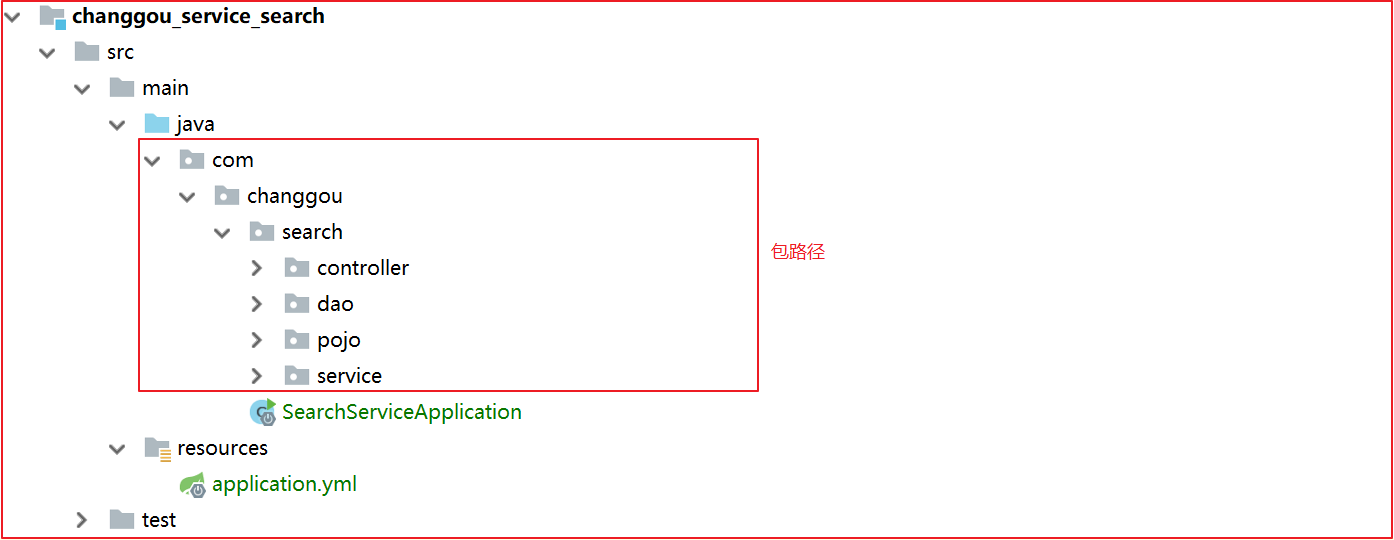 changgou_service_search
src
main
java
com
changgou
search
包路径
controller
dao
pojo
service
SearchServiceApplication
resources
application.yml
test